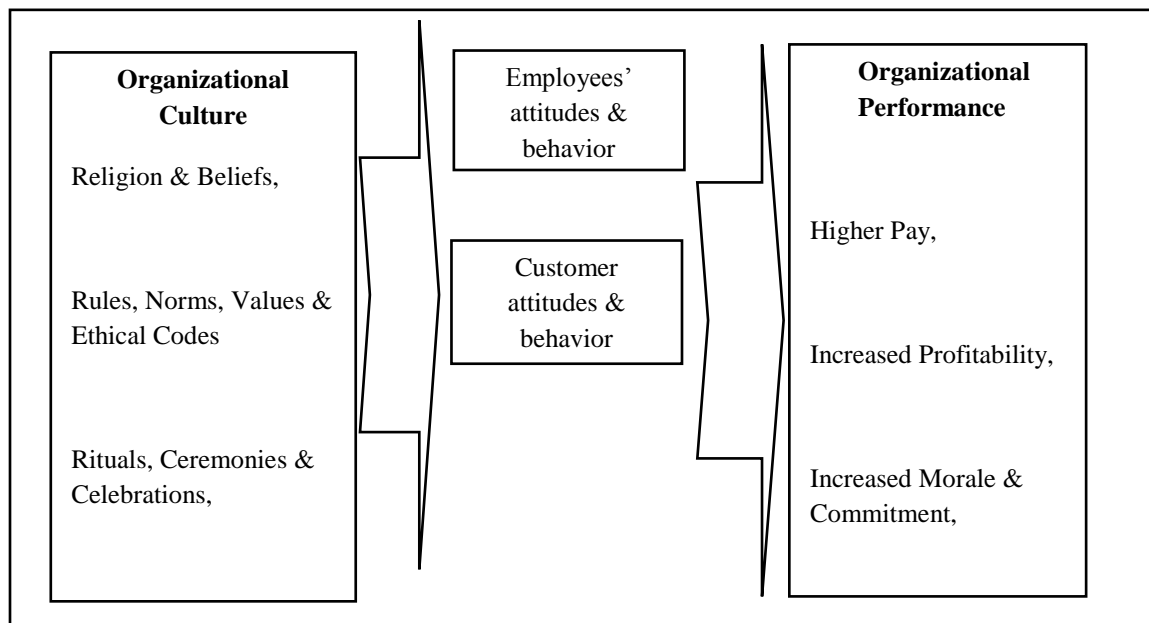 Organizational
Culture
Religion & Beliefs,
Rules, Norms, Values &
Ethical Codes
Rituals, Ceremonies &
Celebrations,
Employees’
attitudes &
behavior
Customer
attitudes &
behavior
Organizational
Performance
Higher Pay,
Increased Profitability,
Increased Morale &
Commitment,